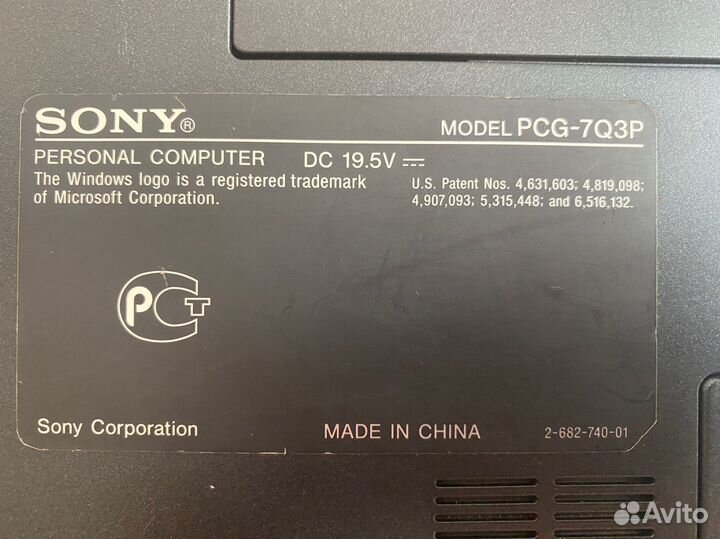 SONY®
MODEL PCG-7Q3P
PERSONAL COMPUTER DC 19.5V
The Windows logo is a registered trademark
of Microsoft Corporation.
U.S. Patent Nos. 4,631,603; 4,819,098;
4,907,093; 5,315,448; and 6,516,132.
РСТ
Sony Corporation
MADE IN CHINA
2-682-740-01
Avito